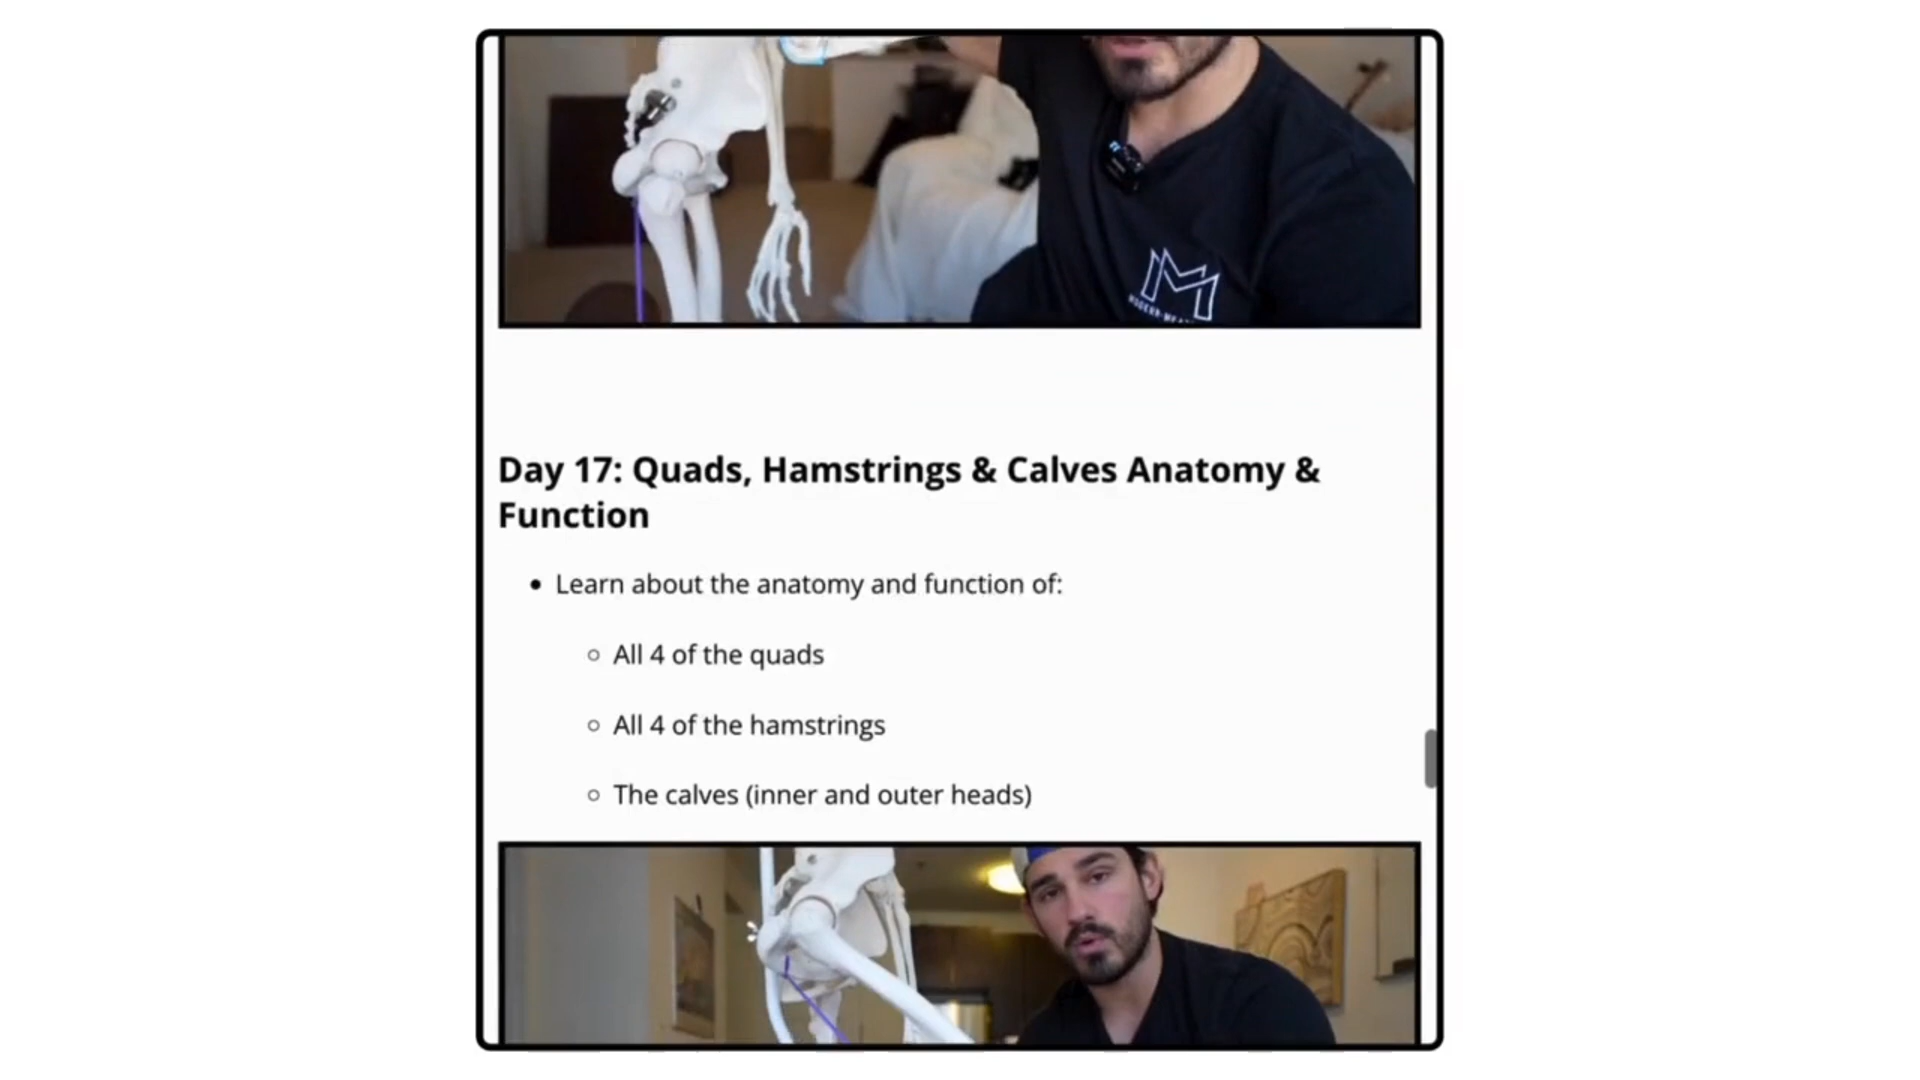 Day 17: Quads, Hamstrings & Calves Anatomy &
Function
Learn about the anatomy and function of:
All 4 of the quads
All 4 of the hamstrings
The calves (inner and outer heads)